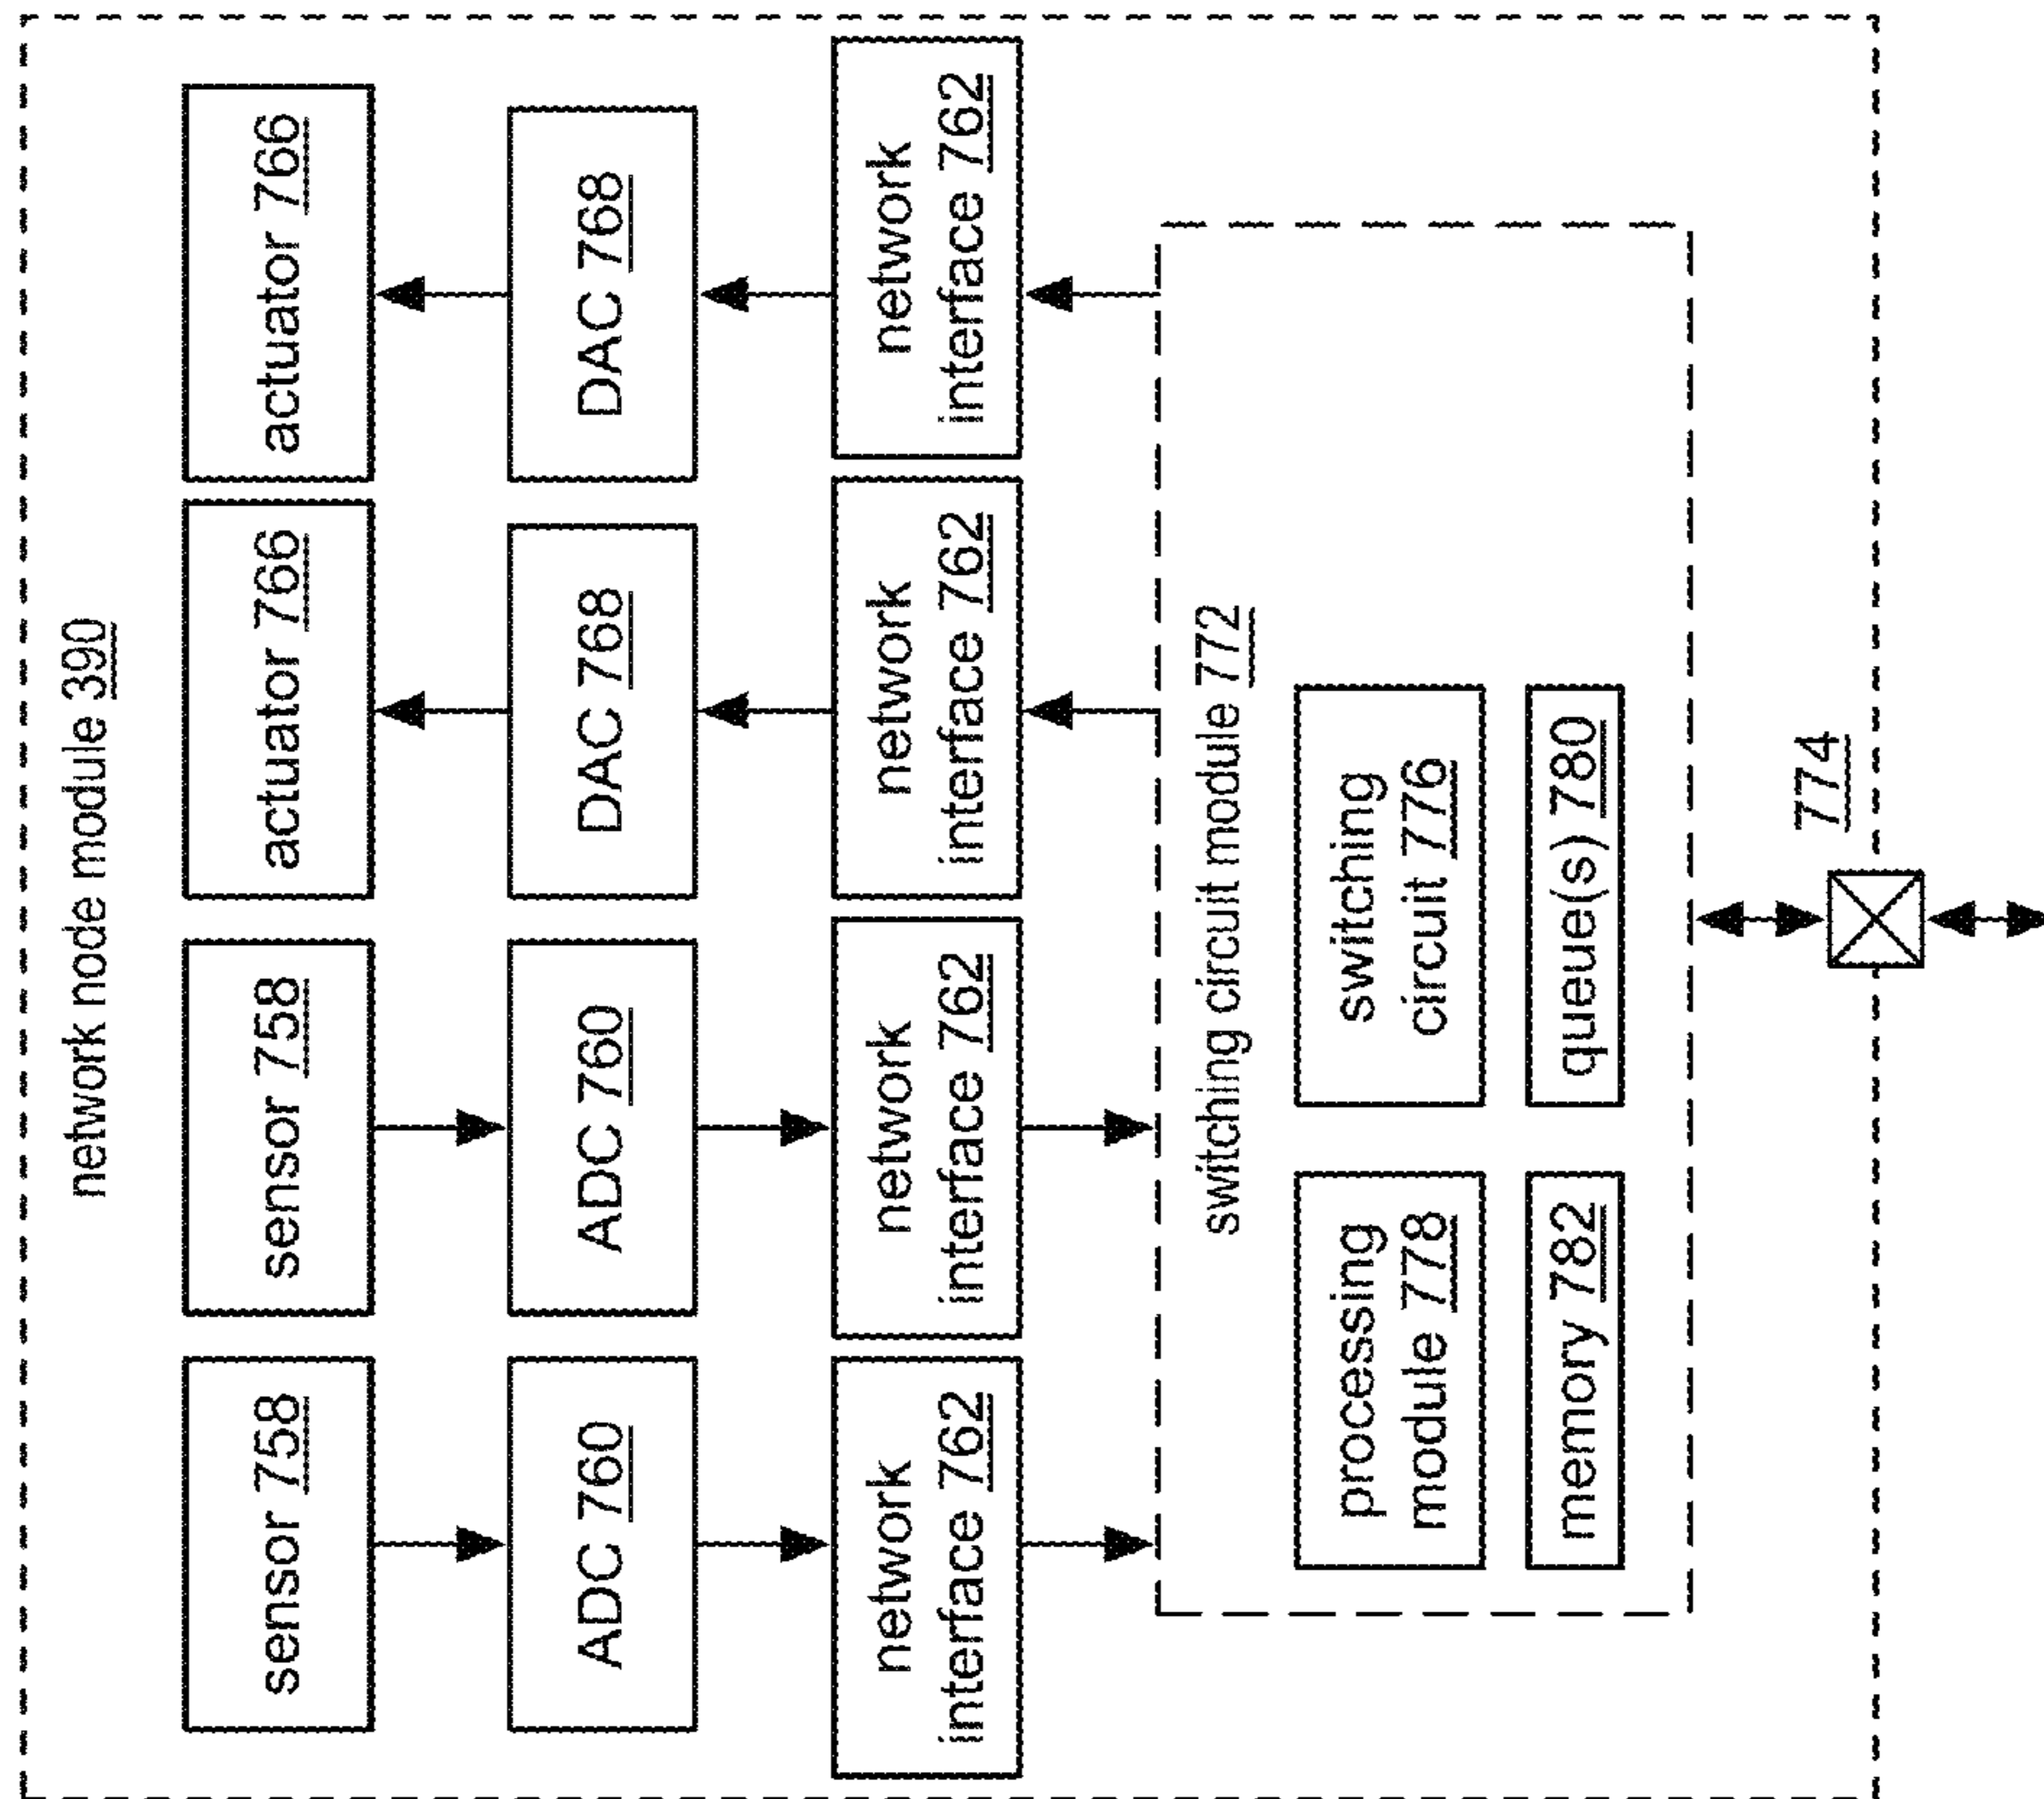 network node module 390
sensor 758
sensor 758
actuator 766
actuator 766
ADC 760
ADC 760
DAC 768
DAC 768
network
interface 762
network
interface 762
network
interface 762
network
interface 762
switching circuit module 772
processing
module 778
switching
circuit 776
memory 782
queue(s) 780
774